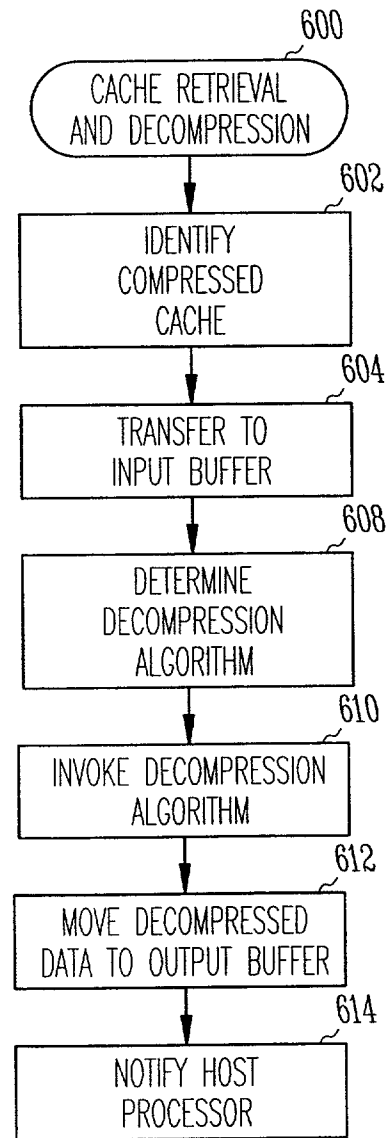 600
CACHE RETRIEVAL
AND DECOMPRESSION
602
IDENTIFY
COMPRESSED
CACHE
604
TRANSFER TO
INPUT BUFFER
608
DETERMINE
DECOMPRESSION
ALGORITHM
610
INVOKE DECOMPRESSION
ALGORITHM
612
MOVE DECOMPRESSED
DATA TO OUTPUT BUFFER
614
NOTIFY HOST
PROCESSOR